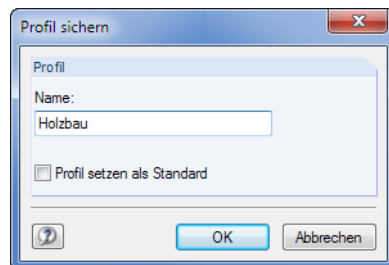 Profil sichern
Profil
Name:
Holzbau
Profil setzen als Standard
OK Abbrechen